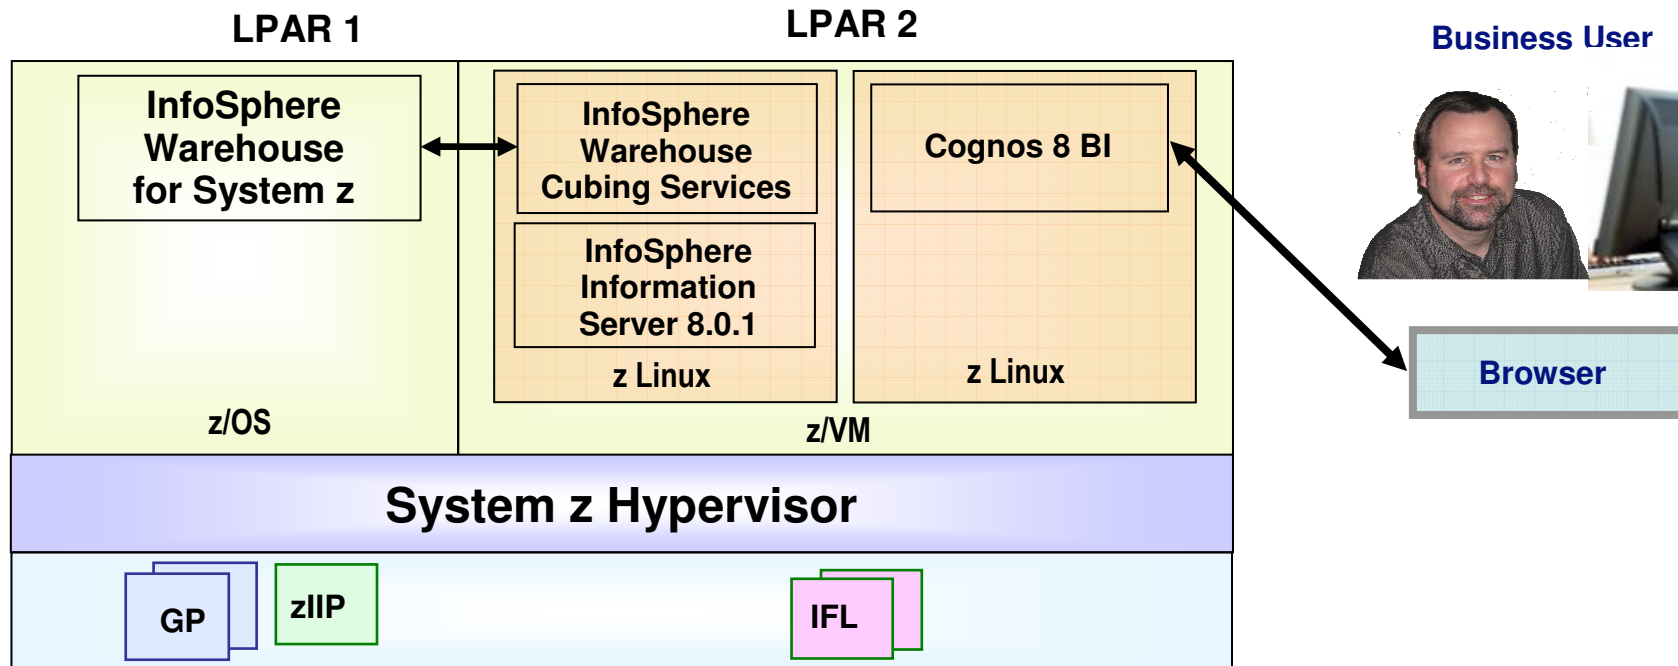 LPAR 1
LPAR 2
Business User
InfoSphere
Warehouse
for System z
InfoSphere
Warehouse
Cubing Services
Cognos 8 BI
InfoSphere
Information
Server 8.0.1
z Linux
z Linux
Browser
z/OS
z/VM
System z Hypervisor
GP
zIIP
IFL